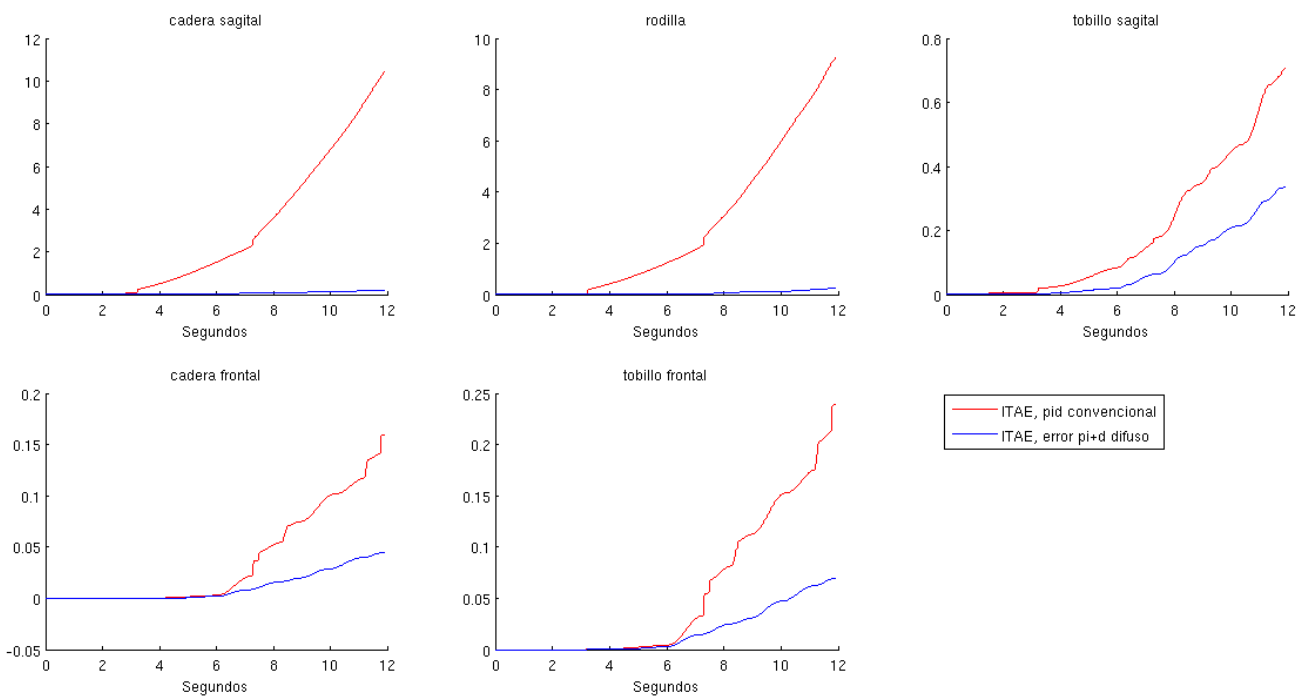 cadera sagital
12
10
8
6
4
2
0
0 2 4 6 8 10 12
Segundos
rodilla
10
8
6
4
2
0
0 2 4 6 8 10 12
Segundos
tobillo sagital
0.8
0.6
0.4
0.2
0
0 2 4 6 8 10 12
Segundos
cadera frontal
0.2
0.15
0.1
0.05
0
-0.05
0 2 4 6 8 10 12
Segundos
tobillo frontal
0.25
0.2
0.15
0.1
0.05
0
0 2 4 6 8 10 12
Segundos
ITAE, pid convencional
ITAE, error pi+d difuso